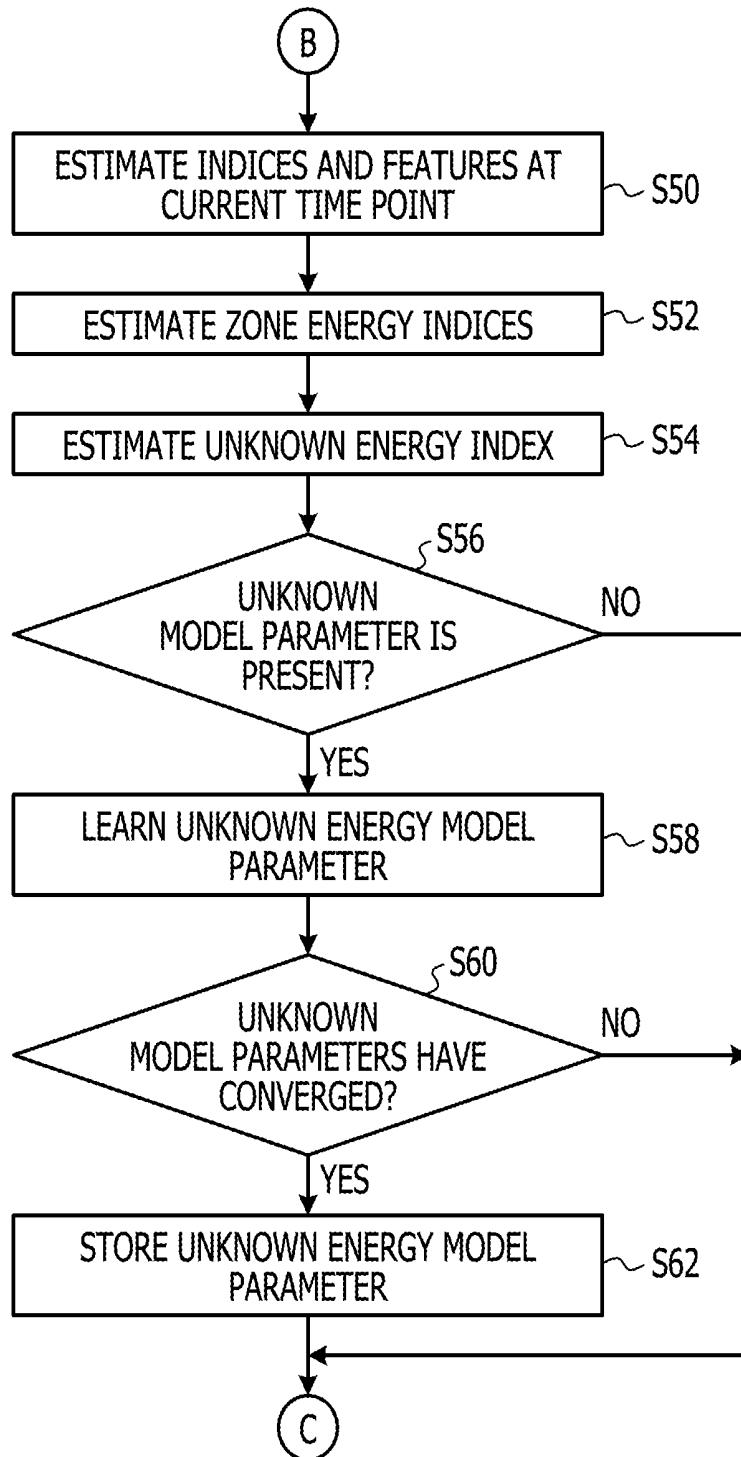 B
ESTIMATE INDICES AND FEATURES AT
CURRENT TIME POINT
S50
ESTIMATE ZONE ENERGY INDICES
S52
ESTIMATE UNKNOWN ENERGY INDEX
S54
S56
UNKNOWN
MODEL PARAMETER IS
PRESENT?
NO
YES
LEARN UNKNOWN ENERGY MODEL
PARAMETER
S58
S60
UNKNOWN
MODEL PARAMETERS HAVE
CONVERGED?
NO
YES
STORE UNKNOWN ENERGY MODEL
PARAMETER
S62
C